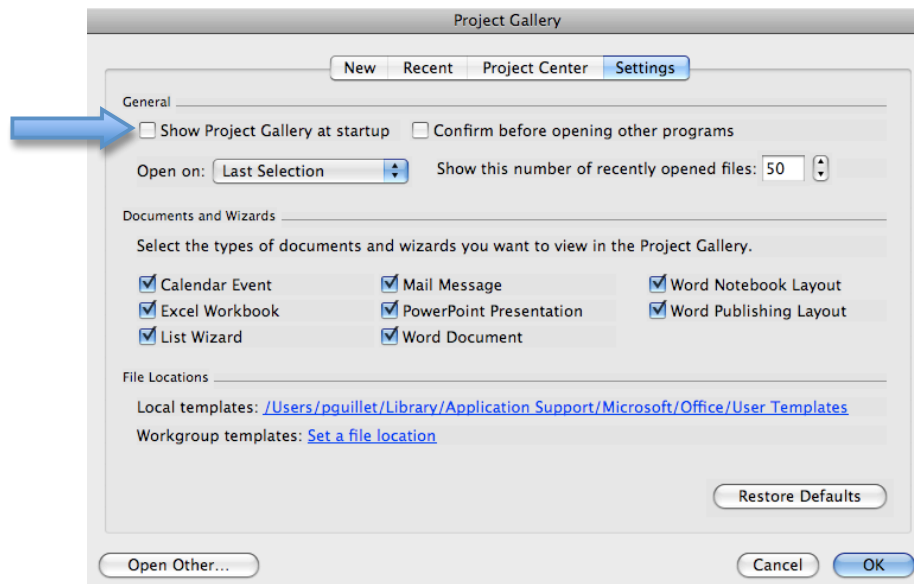 Project Gallery
New Recent Project Center Settings
General
Show Project Gallery at startup Confirm before opening other programs
Open on: Last Selection Show this number of recently opened files: 50
Documents and Wizards
Select the types of documents and wizards you want to view in the Project Gallery.
Calendar Event Mail Message Word Notebook Layout
Excel Workbook PowerPoint Presentation Word Publishing Layout
List Wizard Word Document
File Locations
Local templates: /Users/pguillet/Library/Application Support/Microsoft/Office/User Templates
Workgroup templates: Set a file location
Restore Defaults
Open Other... Cancel OK